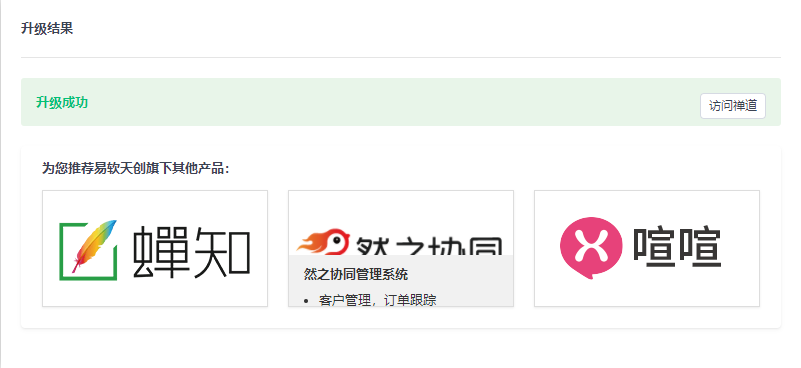 升级结果
升级成功
访问禅道
为您推荐易软天创旗下其他产品：
蟬知
然之协同
喧喧
然之协同管理系统
客户管理，订单跟踪